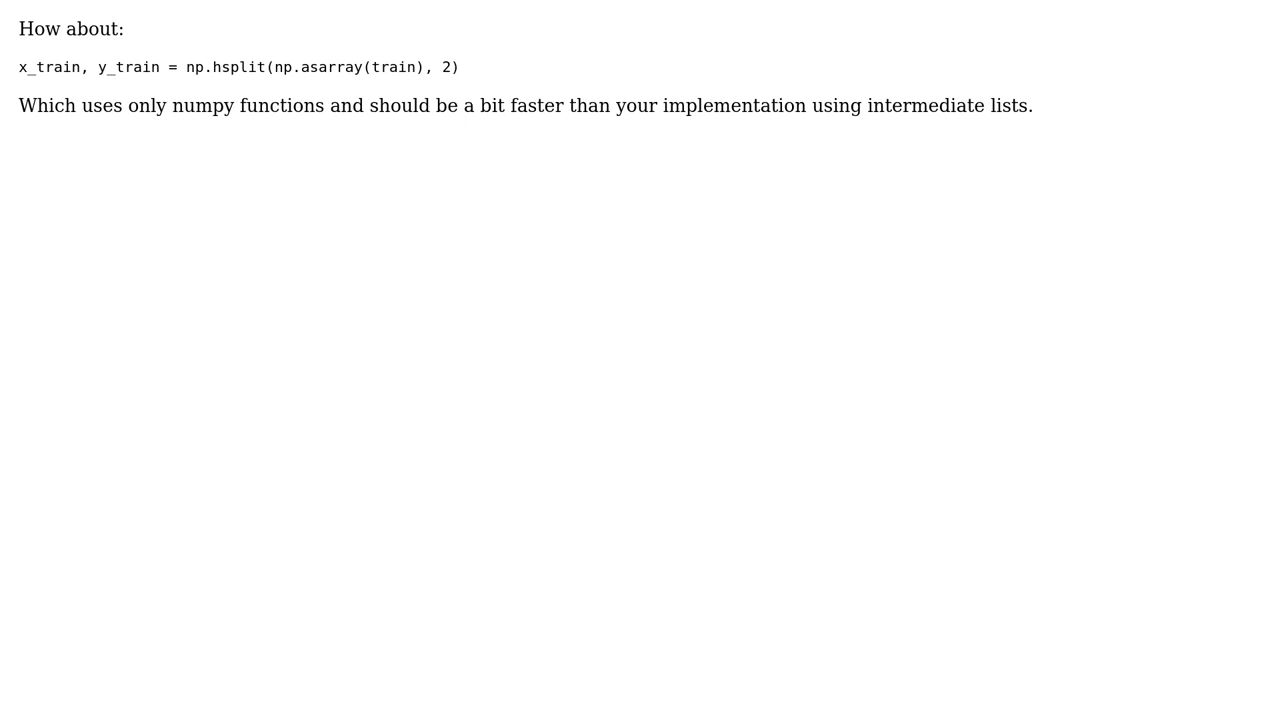 How about:
x_train, y_train = np.hsplit(np.asarray(train), 2)
Which uses only numpy functions and should be a bit faster than your implementation using intermediate lists.